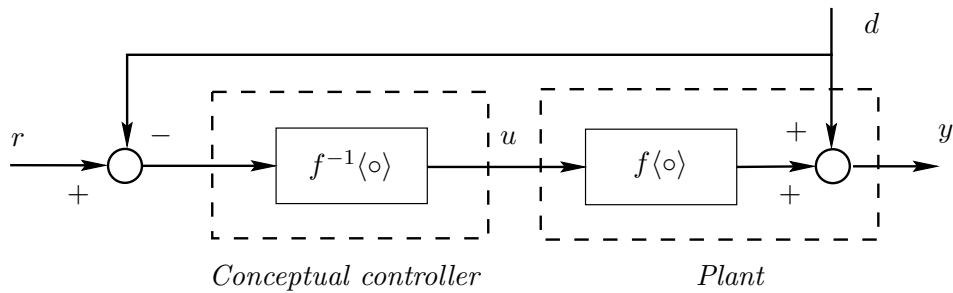 d
r
−
u
+
y
f⁻¹⟨∘⟩
f⟨∘⟩
+
+
Conceptual controller
Plant